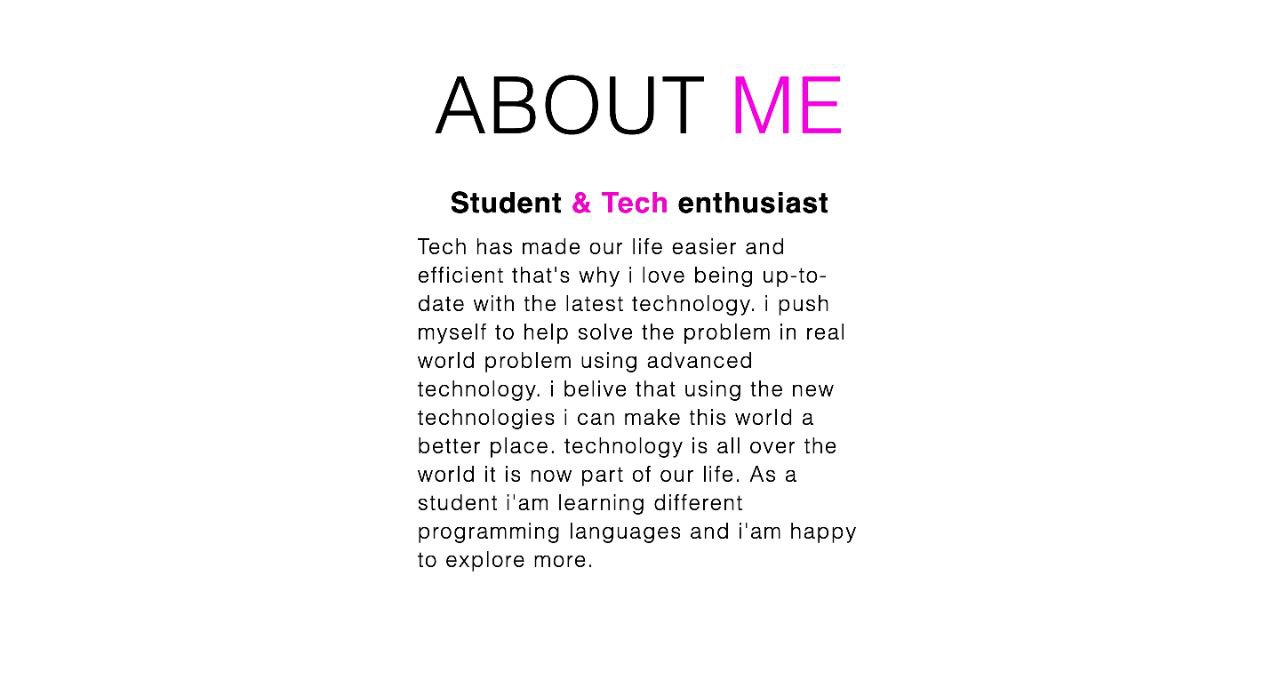 ABOUT ME
Student & Tech enthusiast
Tech has made our life easier and
efficient that's why i love being up-to-
date with the latest technology. i push
myself to help solve the problem in real
world problem using advanced
technology. i belive that using the new
technologies i can make this world a
better place. technology is all over the
world it is now part of our life. As a
student i'am learning different
programming languages and i'am happy
to explore more.